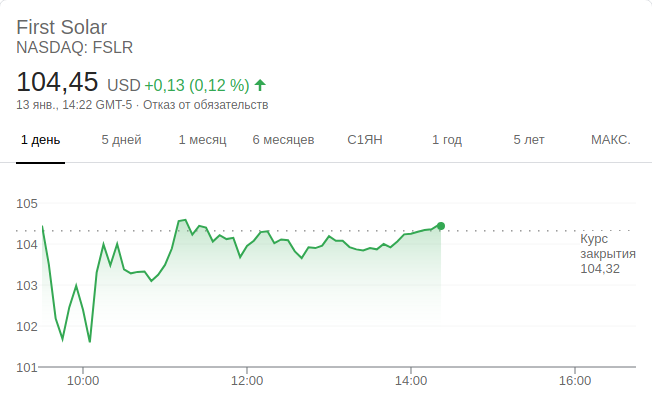 First Solar
NASDAQ: FSLR
104,45 USD +0,13 (0,12 %)
13 янв., 14:22 GMT-5 · Отказ от обязательств
1 день 5 дней 1 месяц 6 месяцев С1ЯН 1 год 5 лет МАКС.
105
104
103
102
101
Курс
закрытия
104,32
10:00 12:00 14:00 16:00